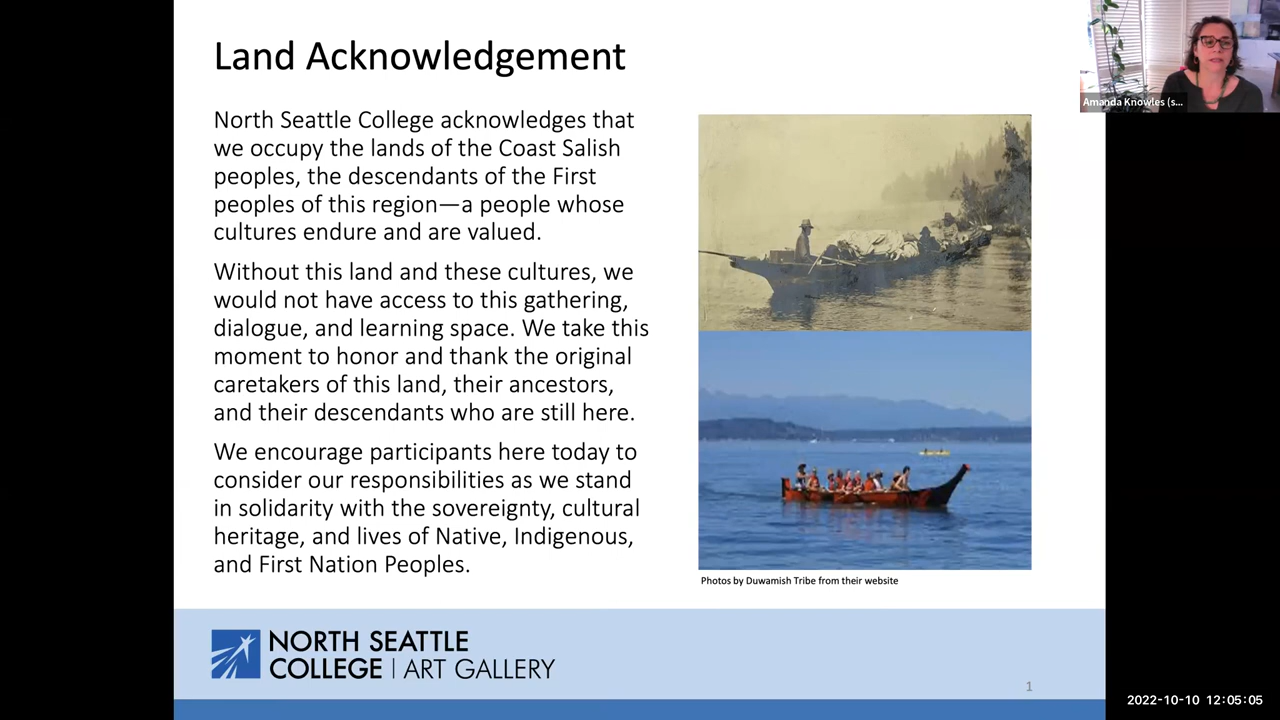 Land Acknowledgement
North Seattle College acknowledges that
we occupy the lands of the Coast Salish
peoples, the descendants of the First
peoples of this region—a people whose
cultures endure and are valued.
Without this land and these cultures, we
would not have access to this gathering,
dialogue, and learning space. We take this
moment to honor and thank the original
caretakers of this land, their ancestors,
and their descendants who are still here.
We encourage participants here today to
consider our responsibilities as we stand
in solidarity with the sovereignty, cultural
heritage, and lives of Native, Indigenous,
and First Nation Peoples.
Photos by Duwamish Tribe from their website
NORTH SEATTLE
COLLEGE | ART GALLERY
1
Amanda Knowles (s...
2022-10-10 12:05:05